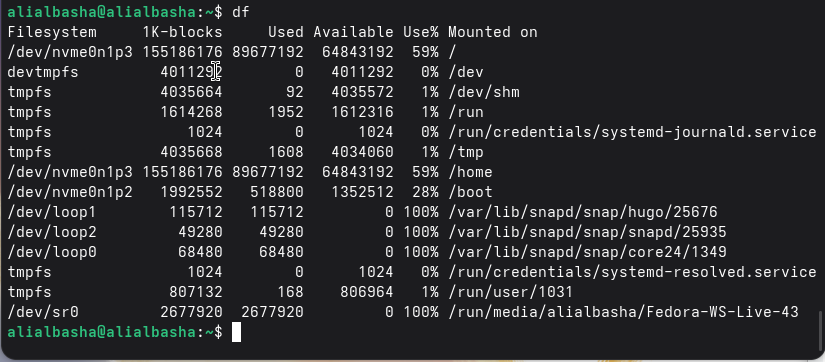 alialbasha@alialbasha:~$ df
Filesystem     1K-blocks     Used Available Use% Mounted on
/dev/nvme0n1p3 155186176 89677192  64843192  59% /
devtmpfs         4011292        0   4011292   0% /dev
tmpfs            4035664       92   4035572   1% /dev/shm
tmpfs            1614268     1952   1612316   1% /run
tmpfs               1024        0      1024   0% /run/credentials/systemd-journald.service
tmpfs            4035668     1608   4034060   1% /tmp
/dev/nvme0n1p3 155186176 89677192  64843192  59% /home
/dev/nvme0n1p2   1992552   518800   1352512  28% /boot
/dev/loop1        115712   115712         0 100% /var/lib/snapd/snap/hugo/25676
/dev/loop2         49280    49280         0 100% /var/lib/snapd/snap/snapd/25935
/dev/loop0         68480    68480         0 100% /var/lib/snapd/snap/core24/1349
tmpfs               1024        0      1024   0% /run/credentials/systemd-resolved.service
tmpfs             807132      168    806964   1% /run/user/1031
/dev/sr0         2677920  2677920         0 100% /run/media/alialbasha/Fedora-WS-Live-43
alialbasha@alialbasha:~$